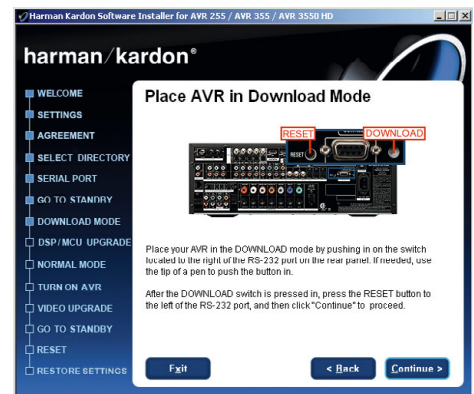 Harman Kardon Software Installer for AVR 255 / AVR 355 / AVR 3550 HD
harman/kardon®
WELCOME
SETTINGS
AGREEMENT
SELECT DIRECTORY
SERIAL PORT
GO TO STANDBY
DOWNLOAD MODE
DSP/MCU UPGRADE
NORMAL MODE
TURN ON AVR
VIDEO UPGRADE
GO TO STANDBY
RESET
RESTORE SETTINGS
Place AVR in Download Mode
RESET
DOWNLOAD
RESET
Place your AVR in the DOWNLOAD mode by pushing in on the switch
located to the right of the RS-232 port on the rear panel. If needed, use
the tip of a pen to push the button in.
After the DOWNLOAD switch is pressed in, press the RESET button to
the left of the RS-232 port, and then click "Continue" to proceed.
Exit
< Back
Continue >